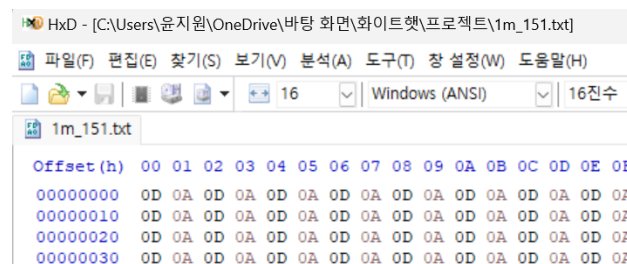 HxD - [C:\Users\윤지원\OneDrive\바탕 화면\화이트햇\프로젝트\1m_151.txt]
파일(F) 편집(E) 찾기(S) 보기(V) 분석(A) 도구(T) 창 설정(W) 도움말(H)
16 Windows (ANSI) 16진수
1m_151.txt
Offset(h) 00 01 02 03 04 05 06 07 08 09 0A 0B 0C 0D 0E
00000000 0D 0A 0D 0A 0D 0A 0D 0A 0D 0A 0D 0A 0D 0A 0D
00000010 0D 0A 0D 0A 0D 0A 0D 0A 0D 0A 0D 0A 0D 0A 0D
00000020 0D 0A 0D 0A 0D 0A 0D 0A 0D 0A 0D 0A 0D 0A 0D
00000030 0D 0A 0D 0A 0D 0A 0D 0A 0D 0A 0D 0A 0D 0A 0D